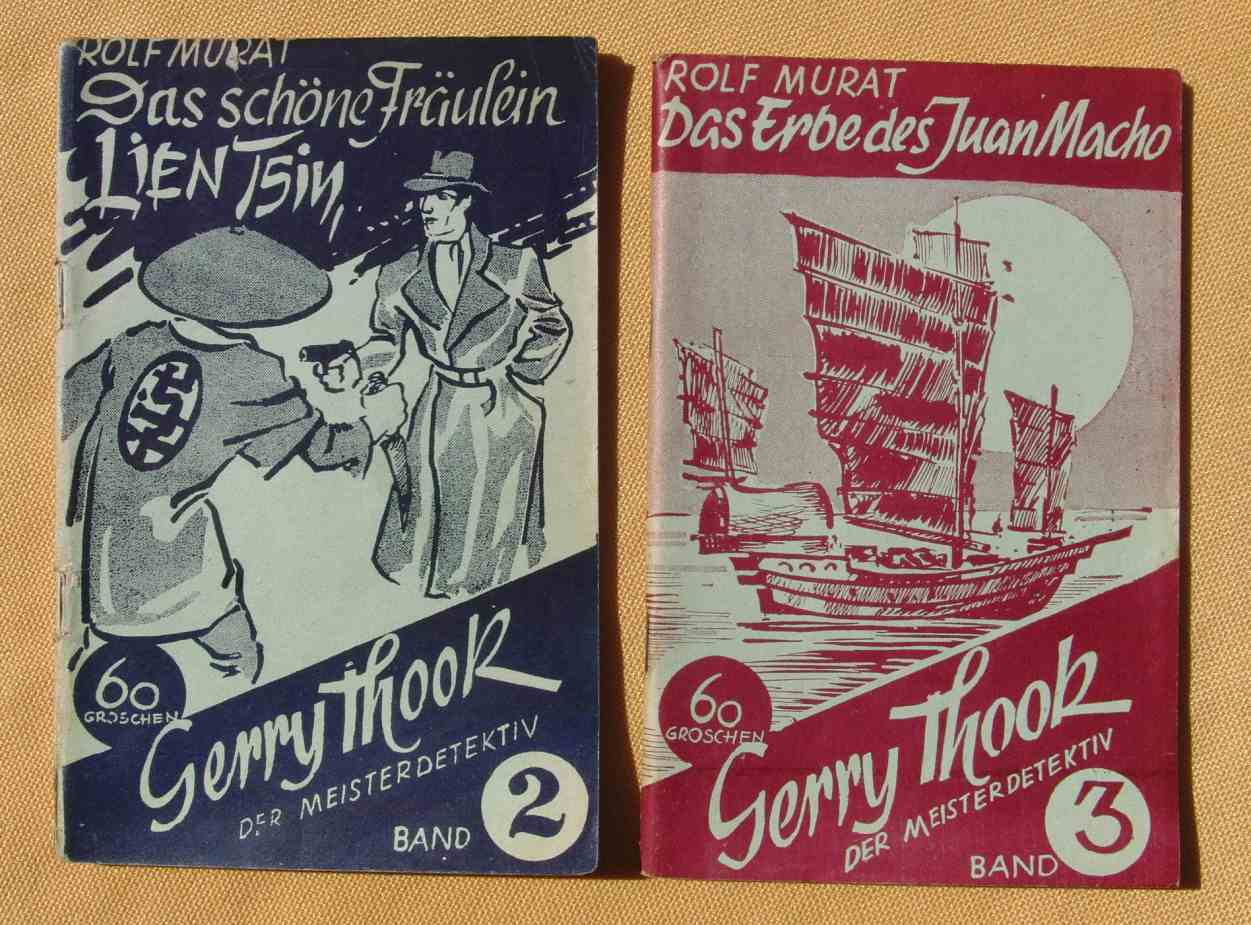 ROLF MURAT
Das schöne Fräulein
LIEN TSIN
60
GROSCHEN
Gerry Thook
DER MEISTERDETEKTIV
BAND 2
ROLF MURAT
Das Erbe des Juan Macho
60
GROSCHEN
Gerry Thook
DER MEISTERDETEKTIV
BAND 3